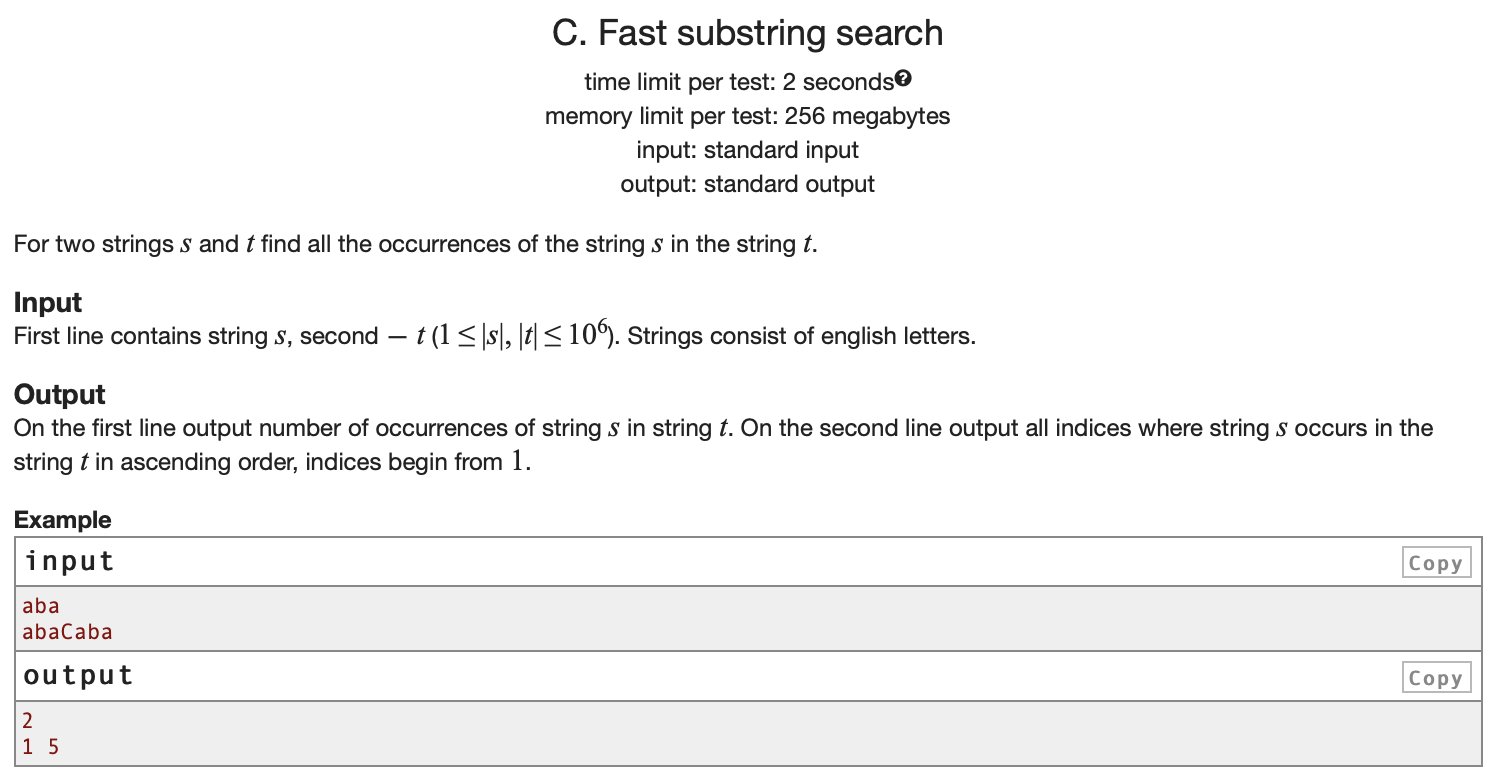 C. Fast substring search
time limit per test: 2 seconds?
memory limit per test: 256 megabytes
input: standard input
output: standard output
For two strings s and t find all the occurrences of the string s in the string t.
Input
First line contains string s, second — t (1 ≤ |s|, |t| ≤ 10⁶). Strings consist of english letters.
Output
On the first line output number of occurrences of string s in string t. On the second line output all indices where string s occurs in the
string t in ascending order, indices begin from 1.
Example
input Copy
aba
abaCaba
output Copy
2
1 5